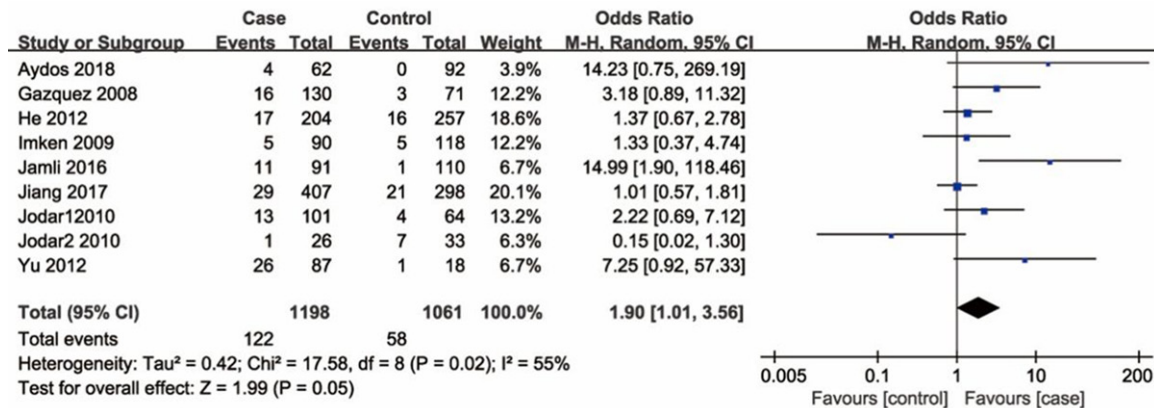 Case Control Odds Ratio Odds Ratio
Study or Subgroup Events Total Events Total Weight M-H, Random, 95% CI M-H, Random, 95% CI
Aydos 2018 4 62 0 92 3.9% 14.23 [0.75, 269.19]
Gazquez 2008 16 130 3 71 12.2% 3.18 [0.89, 11.32]
He 2012 17 204 16 257 18.6% 1.37 [0.67, 2.78]
Imken 2009 5 90 5 118 12.2% 1.33 [0.37, 4.74]
Jamli 2016 11 91 1 110 6.7% 14.99 [1.90, 118.46]
Jiang 2017 29 407 21 298 20.1% 1.01 [0.57, 1.81]
Jodar12010 13 101 4 64 13.2% 2.22 [0.69, 7.12]
Jodar2 2010 1 26 7 33 6.3% 0.15 [0.02, 1.30]
Yu 2012 26 87 1 18 6.7% 7.25 [0.92, 57.33]
Total (95% CI) 1198 1061 100.0% 1.90 [1.01, 3.56]
Total events 122 58
Heterogeneity: Tau² = 0.42; Chi² = 17.58, df = 8 (P = 0.02); I² = 55%
Test for overall effect: Z = 1.99 (P = 0.05)
0.005 0.1 1 10 200
Favours [control] Favours [case]